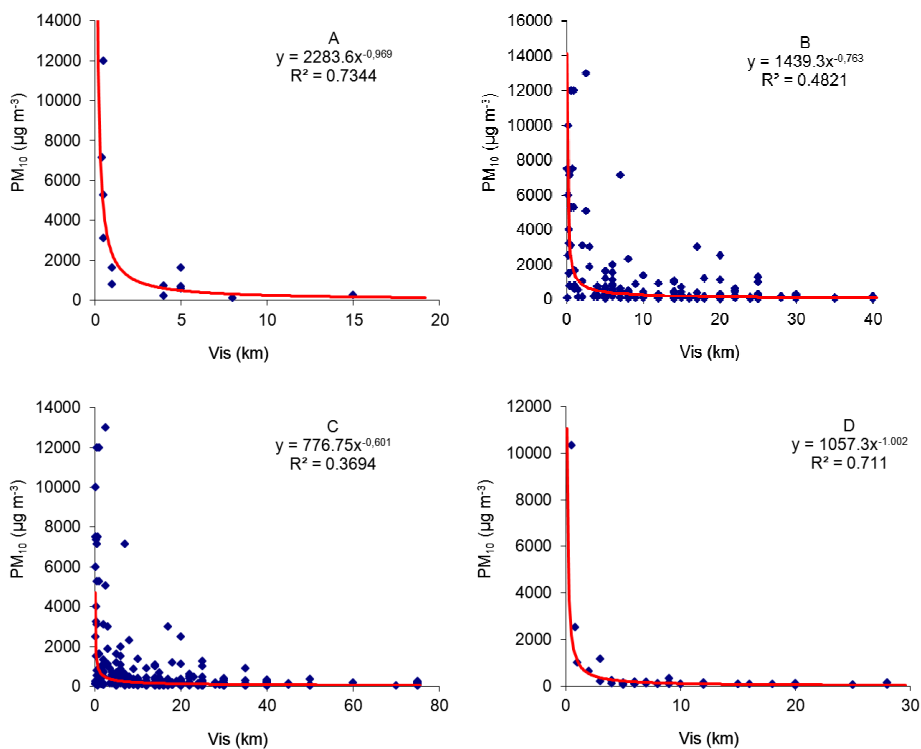 A
y = 2283.6x^-0,969
R² = 0.7344
PM₁₀ (µg m⁻³)
14000
12000
10000
8000
6000
4000
2000
0
0 5 10 15 20
Vis (km)
B
y = 1439.3x^-0,763
R² = 0.4821
PM₁₀ (µg m⁻³)
16000
14000
12000
10000
8000
6000
4000
2000
0
0 10 20 30 40
Vis (km)
C
y = 776.75x^-0,601
R² = 0.3694
PM₁₀ (µg m⁻³)
14000
12000
10000
8000
6000
4000
2000
0
0 20 40 60 80
Vis (km)
D
y = 1057.3x^-1.002
R² = 0.711
PM₁₀ (µg m⁻³)
12000
10000
8000
6000
4000
2000
0
0 10 20 30
Vis (km)